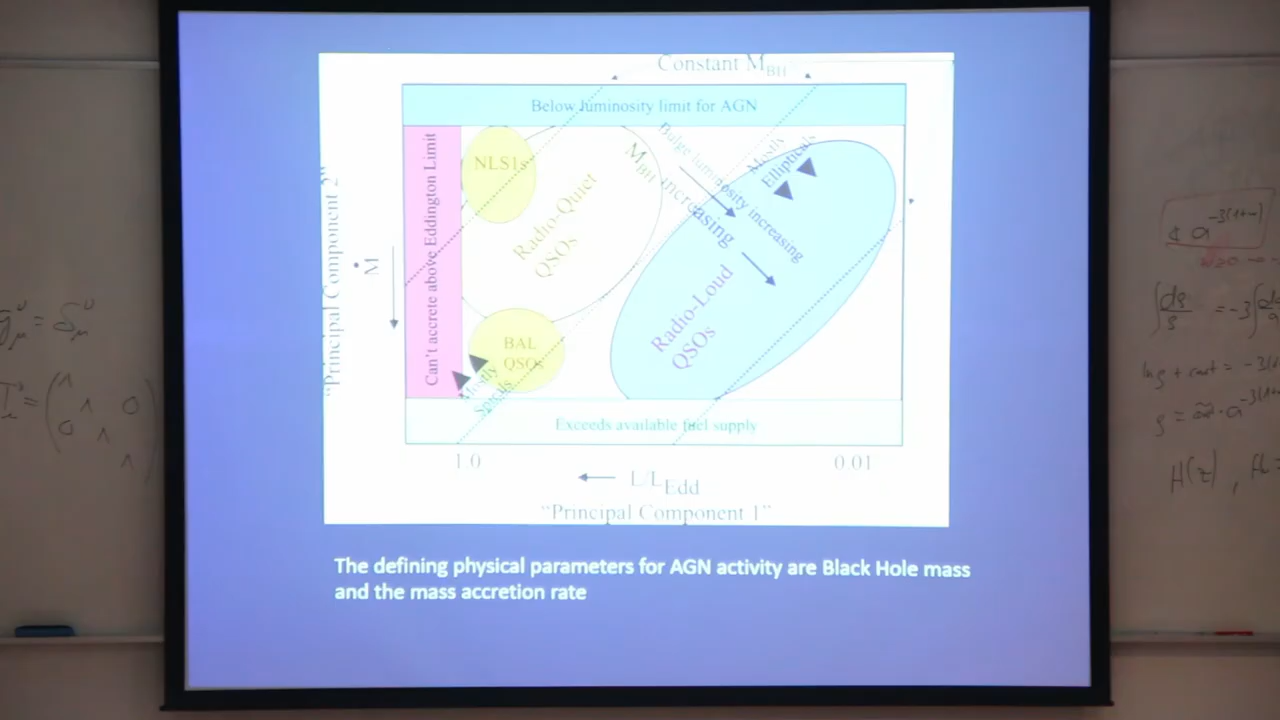 Constant M_BH
Below luminosity limit for AGN
"Principal Component 2"
Ṁ
Can't accrete above Eddington Limit
NLS1s
Radio-Quiet
QSOs
M_BH increasing
Bulge luminosity increasing
Mostly
Ellipticals
Radio-Loud
QSOs
BAL
QSOs
Mostly
Spirals
Exceeds available fuel supply
1.0
0.01
L/L_Edd
"Principal Component 1"
The defining physical parameters for AGN activity are Black Hole mass
and the mass accretion rate
H(z) ,